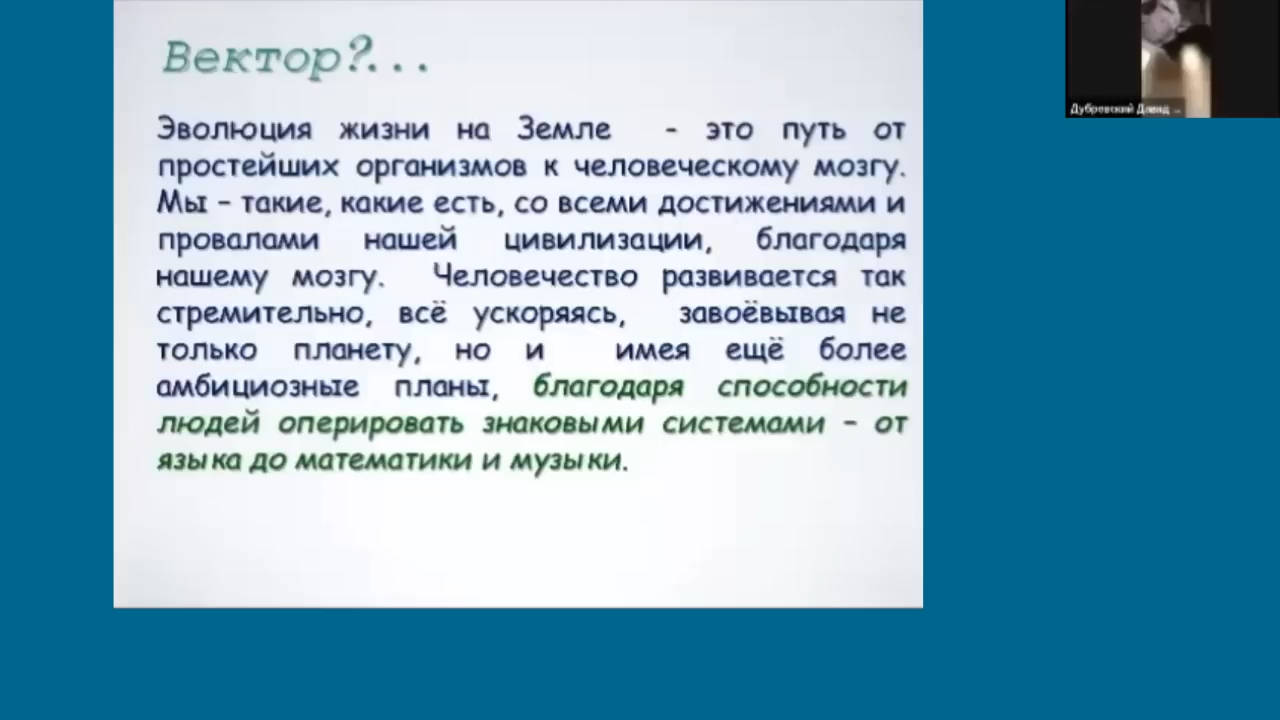 Вектор?...
Эволюция жизни на Земле - это путь от
простейших организмов к человеческому мозгу.
Мы – такие, какие есть, со всеми достижениями и
провалами нашей цивилизации, благодаря
нашему мозгу. Человечество развивается так
стремительно, всё ускоряясь, завоёвывая не
только планету, но и имея ещё более
амбициозные планы, благодаря способности
людей оперировать знаковыми системами – от
языка до математики и музыки.
Дубровский Давид ...